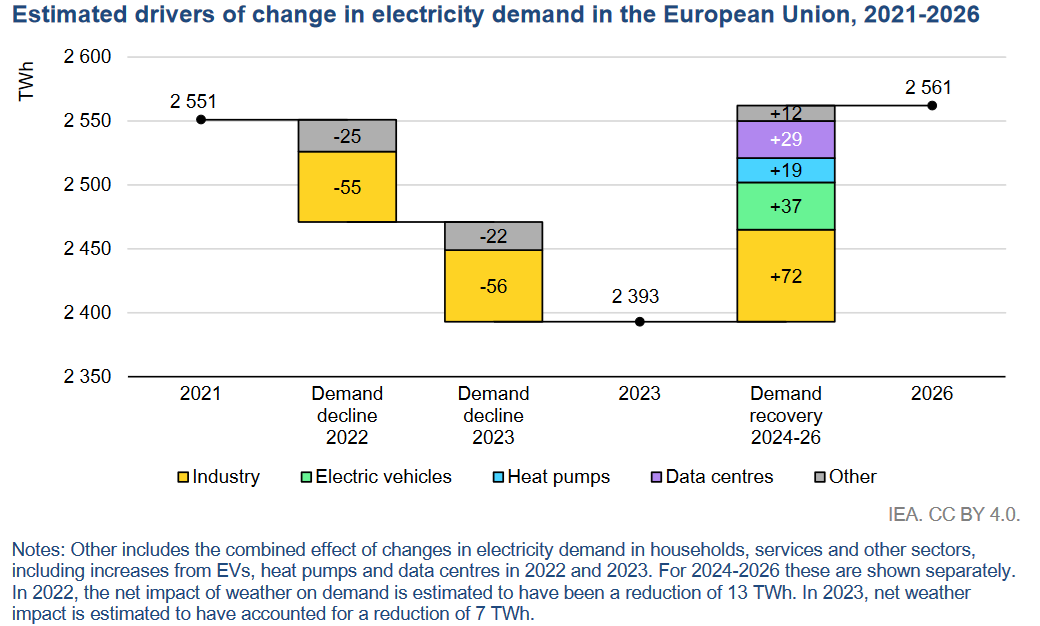 Estimated drivers of change in electricity demand in the European Union, 2021-2026
TWh
2 600
2 550
2 500
2 450
2 400
2 350
2 551
-25
-55
-22
-56
2 393
+12
+29
+19
+37
+72
2 561
2021
Demand
decline
2022
Demand
decline
2023
2023
Demand
recovery
2024-26
2026
Industry Electric vehicles Heat pumps Data centres Other
IEA. CC BY 4.0.
Notes: Other includes the combined effect of changes in electricity demand in households, services and other sectors,
including increases from EVs, heat pumps and data centres in 2022 and 2023. For 2024-2026 these are shown separately.
In 2022, the net impact of weather on demand is estimated to have been a reduction of 13 TWh. In 2023, net weather
impact is estimated to have accounted for a reduction of 7 TWh.